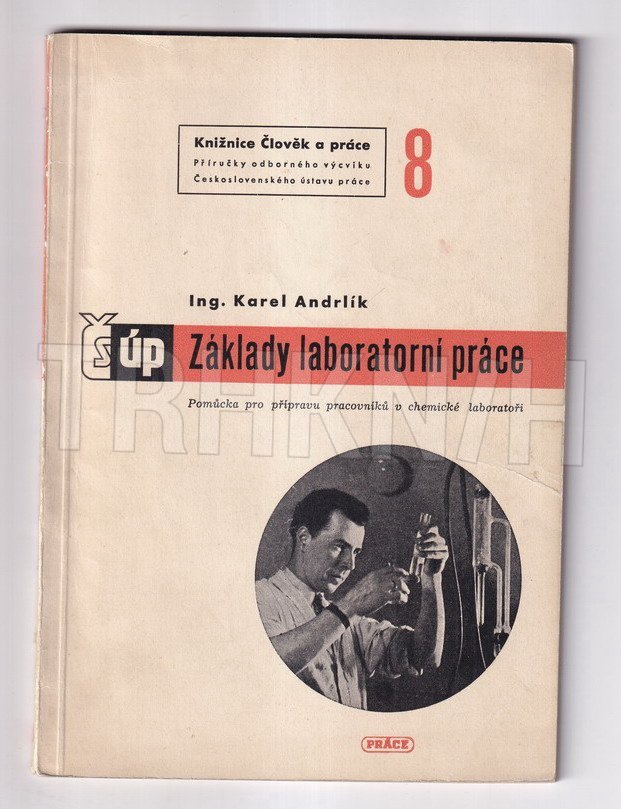 Knižnice Člověk a práce
Příručky odborného výcviku
Československého ústavu práce
8
Ing. Karel Andrlík
ČSÚP
Základy laboratorní práce
Pomůcka pro přípravu pracovníků v chemické laboratoři
PRÁCE
TRHKNIH